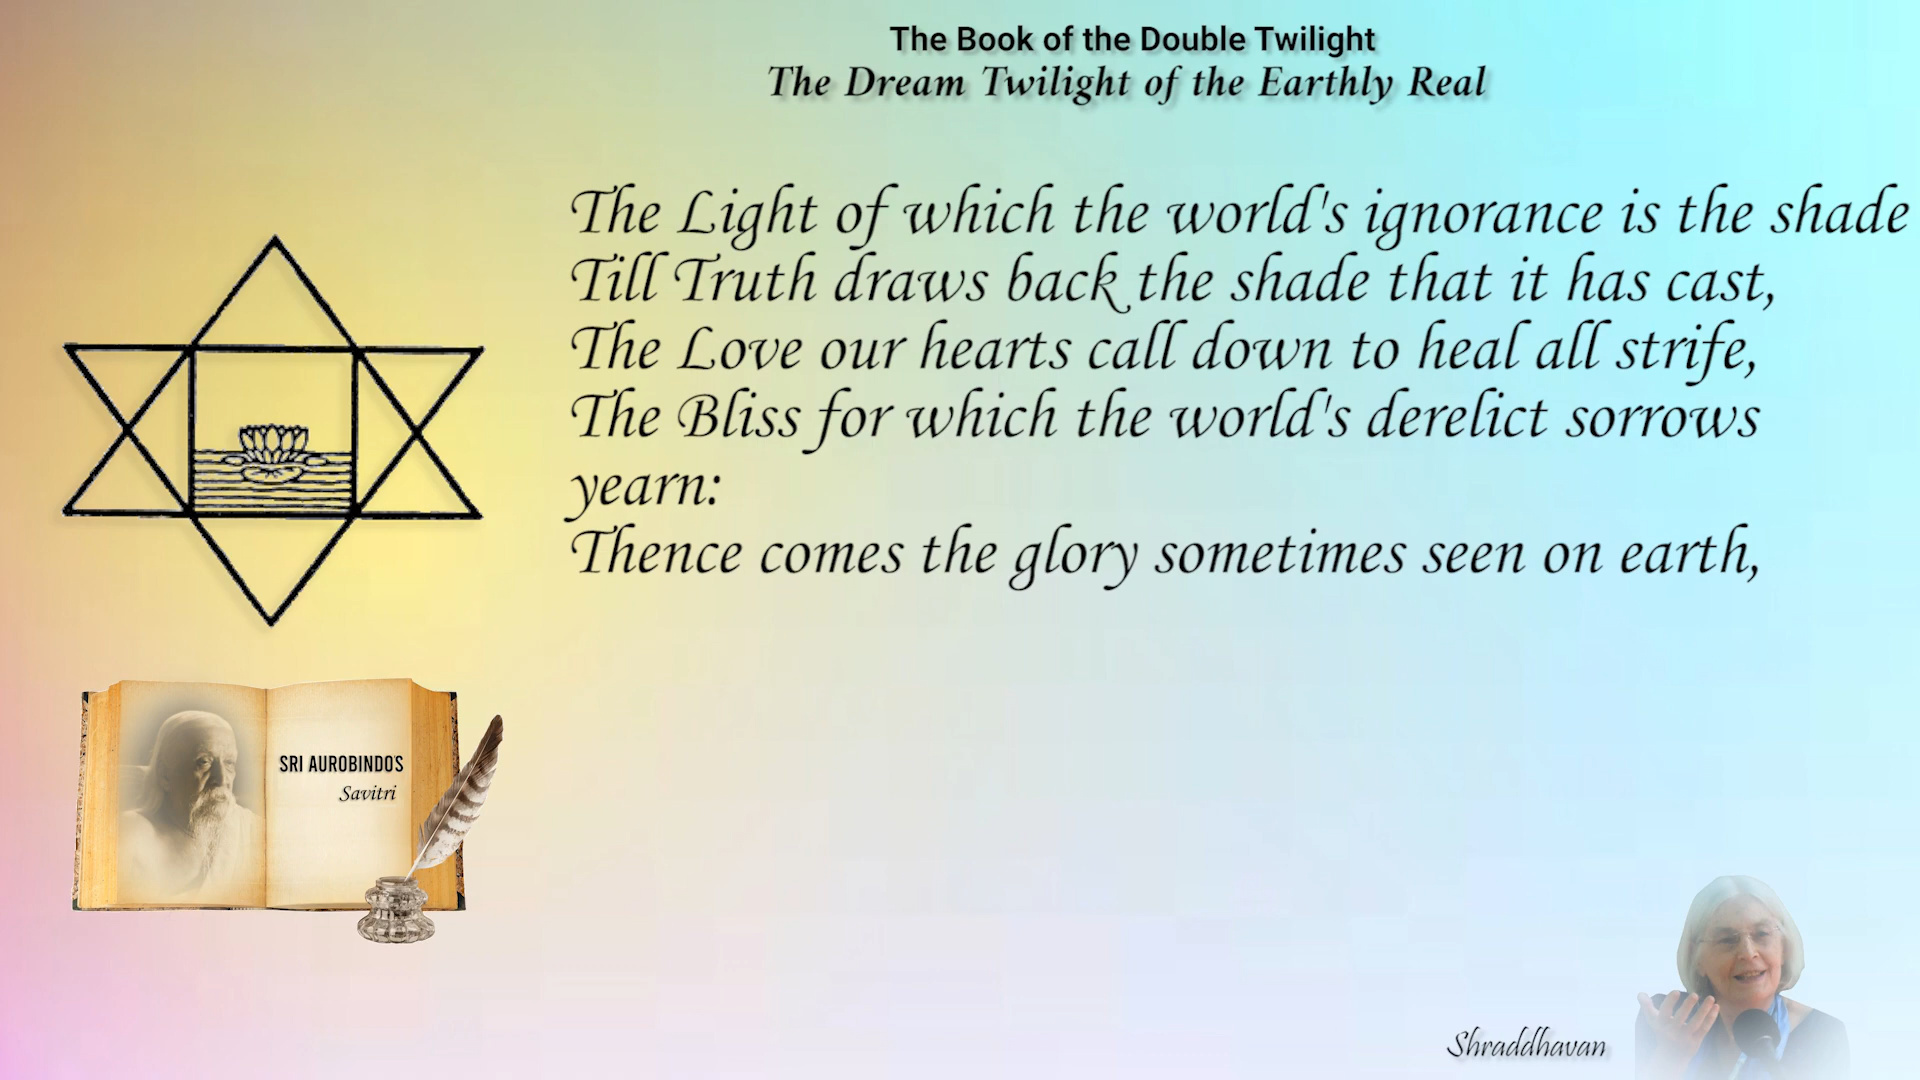 The Book of the Double Twilight
The Dream Twilight of the Earthly Real
The Light of which the world's ignorance is the shade
Till Truth draws back the shade that it has cast,
The Love our hearts call down to heal all strife,
The Bliss for which the world's derelict sorrows
yearn:
Thence comes the glory sometimes seen on earth,
SRI AUROBINDO'S
Savitri
Shraddhavan